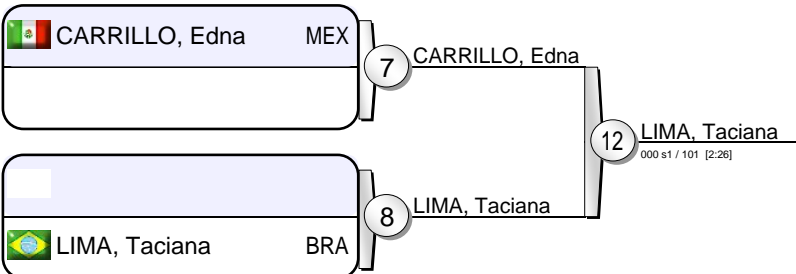 CARRILLO, Edna MEX
7 CARRILLO, Edna
12 LIMA, Taciana
000 s1 / 101 [2:26]
8 LIMA, Taciana
LIMA, Taciana BRA